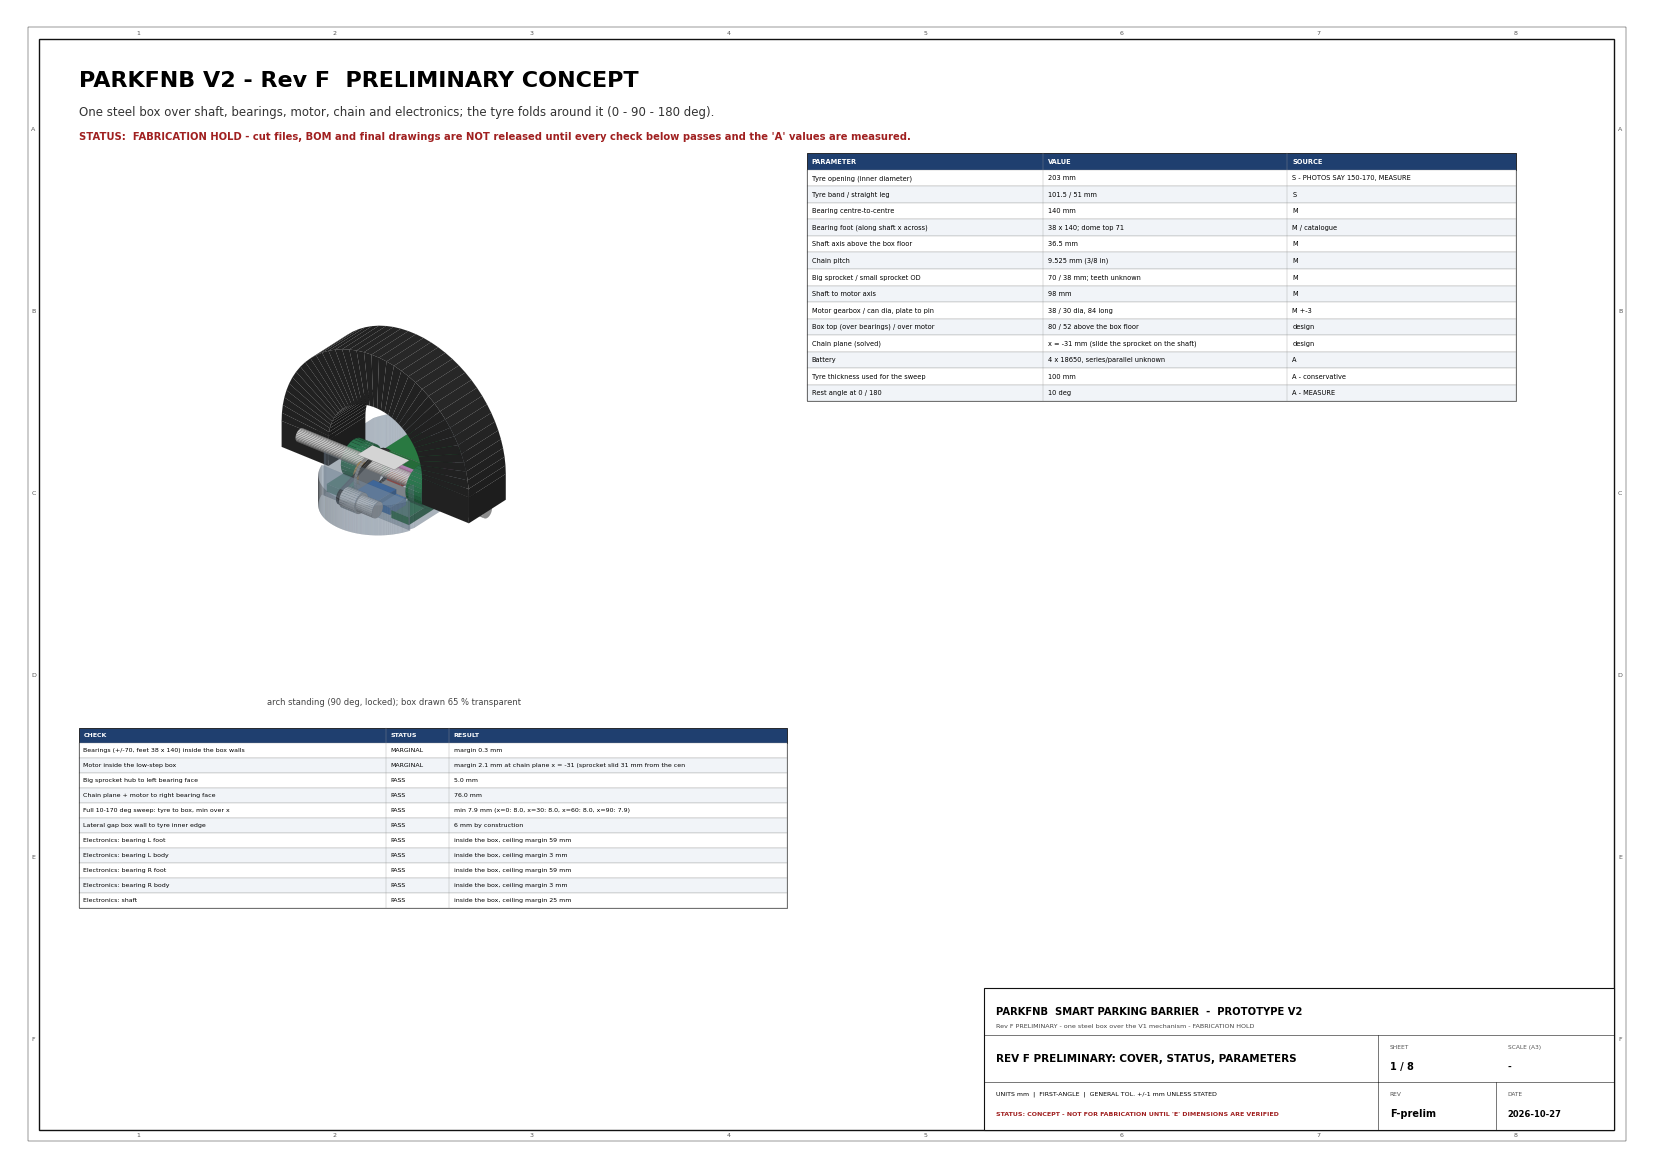 1 2 3 4 5 6 7 8
PARKFNB V2 - Rev F PRELIMINARY CONCEPT
One steel box over shaft, bearings, motor, chain and electronics; the tyre folds around it (0 - 90 - 180 deg).
STATUS: FABRICATION HOLD - cut files, BOM and final drawings are NOT released until every check below passes and the 'A' values are measured.
A A
PARAMETER VALUE SOURCE
Tyre opening (inner diameter) 203 mm S - PHOTOS SAY 150-170, MEASURE
Tyre band / straight leg 101.5 / 51 mm S
Bearing centre-to-centre 140 mm M
Bearing foot (along shaft x across) 38 x 140; dome top 71 M / catalogue
Shaft axis above the box floor 36.5 mm M
Chain pitch 9.525 mm (3/8 in) M
Big sprocket / small sprocket OD 70 / 38 mm; teeth unknown M
Shaft to motor axis 98 mm M
Motor gearbox / can dia, plate to pin 38 / 30 dia, 84 long M +-3
Box top (over bearings) / over motor 80 / 52 above the box floor design
Chain plane (solved) x = -31 mm (slide the sprocket on the shaft) design
Battery 4 x 18650, series/parallel unknown A
Tyre thickness used for the sweep 100 mm A - conservative
Rest angle at 0 / 180 10 deg A - MEASURE
B B
C C
D D
arch standing (90 deg, locked); box drawn 65 % transparent
CHECK STATUS RESULT
Bearings (+/-70, feet 38 x 140) inside the box walls MARGINAL margin 0.3 mm
Motor inside the low-step box MARGINAL margin 2.1 mm at chain plane x = -31 (sprocket slid 31 mm from the cen
Big sprocket hub to left bearing face PASS 5.0 mm
Chain plane + motor to right bearing face PASS 76.0 mm
Full 10-170 deg sweep: tyre to box, min over x PASS min 7.9 mm (x=0: 8.0, x=30: 8.0, x=60: 8.0, x=90: 7.9)
Lateral gap box wall to tyre inner edge PASS 6 mm by construction
Electronics: bearing L foot PASS inside the box, ceiling margin 59 mm
Electronics: bearing L body PASS inside the box, ceiling margin 3 mm
Electronics: bearing R foot PASS inside the box, ceiling margin 59 mm
Electronics: bearing R body PASS inside the box, ceiling margin 3 mm
Electronics: shaft PASS inside the box, ceiling margin 25 mm
E E
F F
PARKFNB SMART PARKING BARRIER - PROTOTYPE V2
Rev F PRELIMINARY - one steel box over the V1 mechanism - FABRICATION HOLD
REV F PRELIMINARY: COVER, STATUS, PARAMETERS
SHEET SCALE (A3)
1 / 8 -
UNITS mm | FIRST-ANGLE | GENERAL TOL. +/-1 mm UNLESS STATED
STATUS: CONCEPT - NOT FOR FABRICATION UNTIL 'E' DIMENSIONS ARE VERIFIED
REV DATE
F-prelim 2026-10-27
1 2 3 4 5 6 7 8